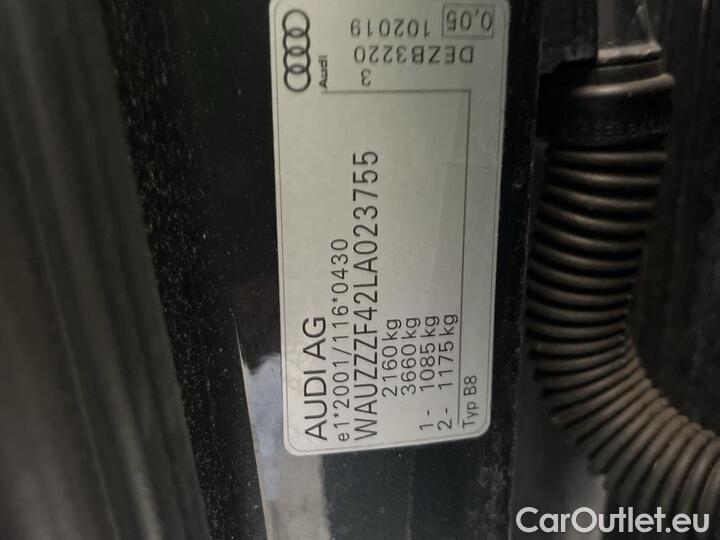 AUDI AG
e1*2001/116*0430
WAUZZZF42LA023755
2160 kg
3660 kg
1 - 1085 kg
2 - 1175 kg
Typ B8
Audi
3
DEZB3220
102019
0,05
CarOutlet.eu